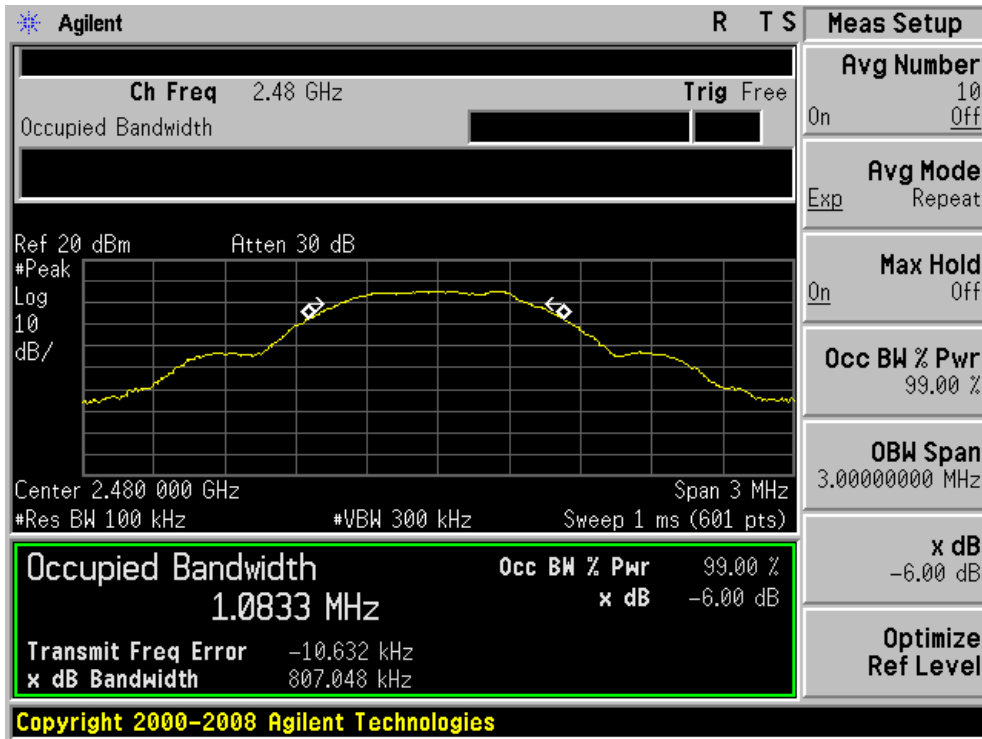 Agilent R T S Meas Setup
Ch Freq 2.48 GHz Trig Free
Occupied Bandwidth
Avg Number
10
On Off
Avg Mode
Exp Repeat
Max Hold
On Off
Occ BW % Pwr
99.00 %
OBW Span
3.00000000 MHz
x dB
-6.00 dB
Optimize
Ref Level
Ref 20 dBm Atten 30 dB
#Peak
Log
10
dB/
Center 2.480 000 GHz Span 3 MHz
#Res BW 100 kHz #VBW 300 kHz Sweep 1 ms (601 pts)
Occupied Bandwidth Occ BW % Pwr 99.00 %
1.0833 MHz x dB -6.00 dB
Transmit Freq Error -10.632 kHz
x dB Bandwidth 807.048 kHz
Copyright 2000-2008 Agilent Technologies